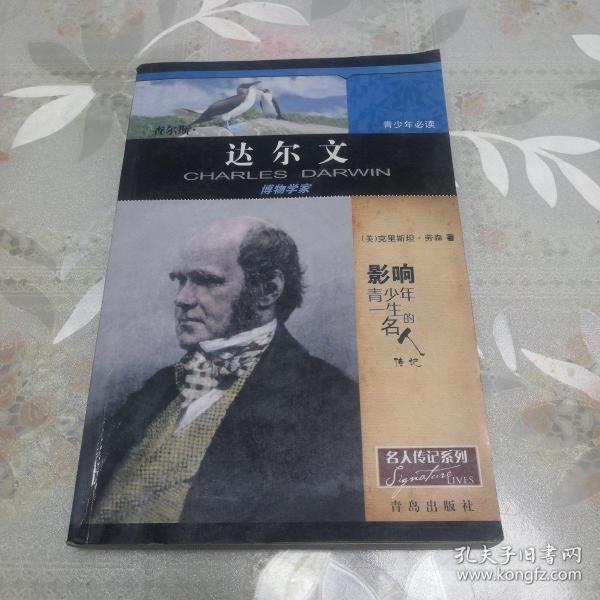 青少年必读
查尔斯·
达尔文
CHARLES DARWIN
博物学家
(美)克里斯坦·劳森 著
影响
青少年
一生的
名人
传记
名人传记系列
Signature LIVES
青岛出版社
孔夫子旧书网
www.kongfz.com